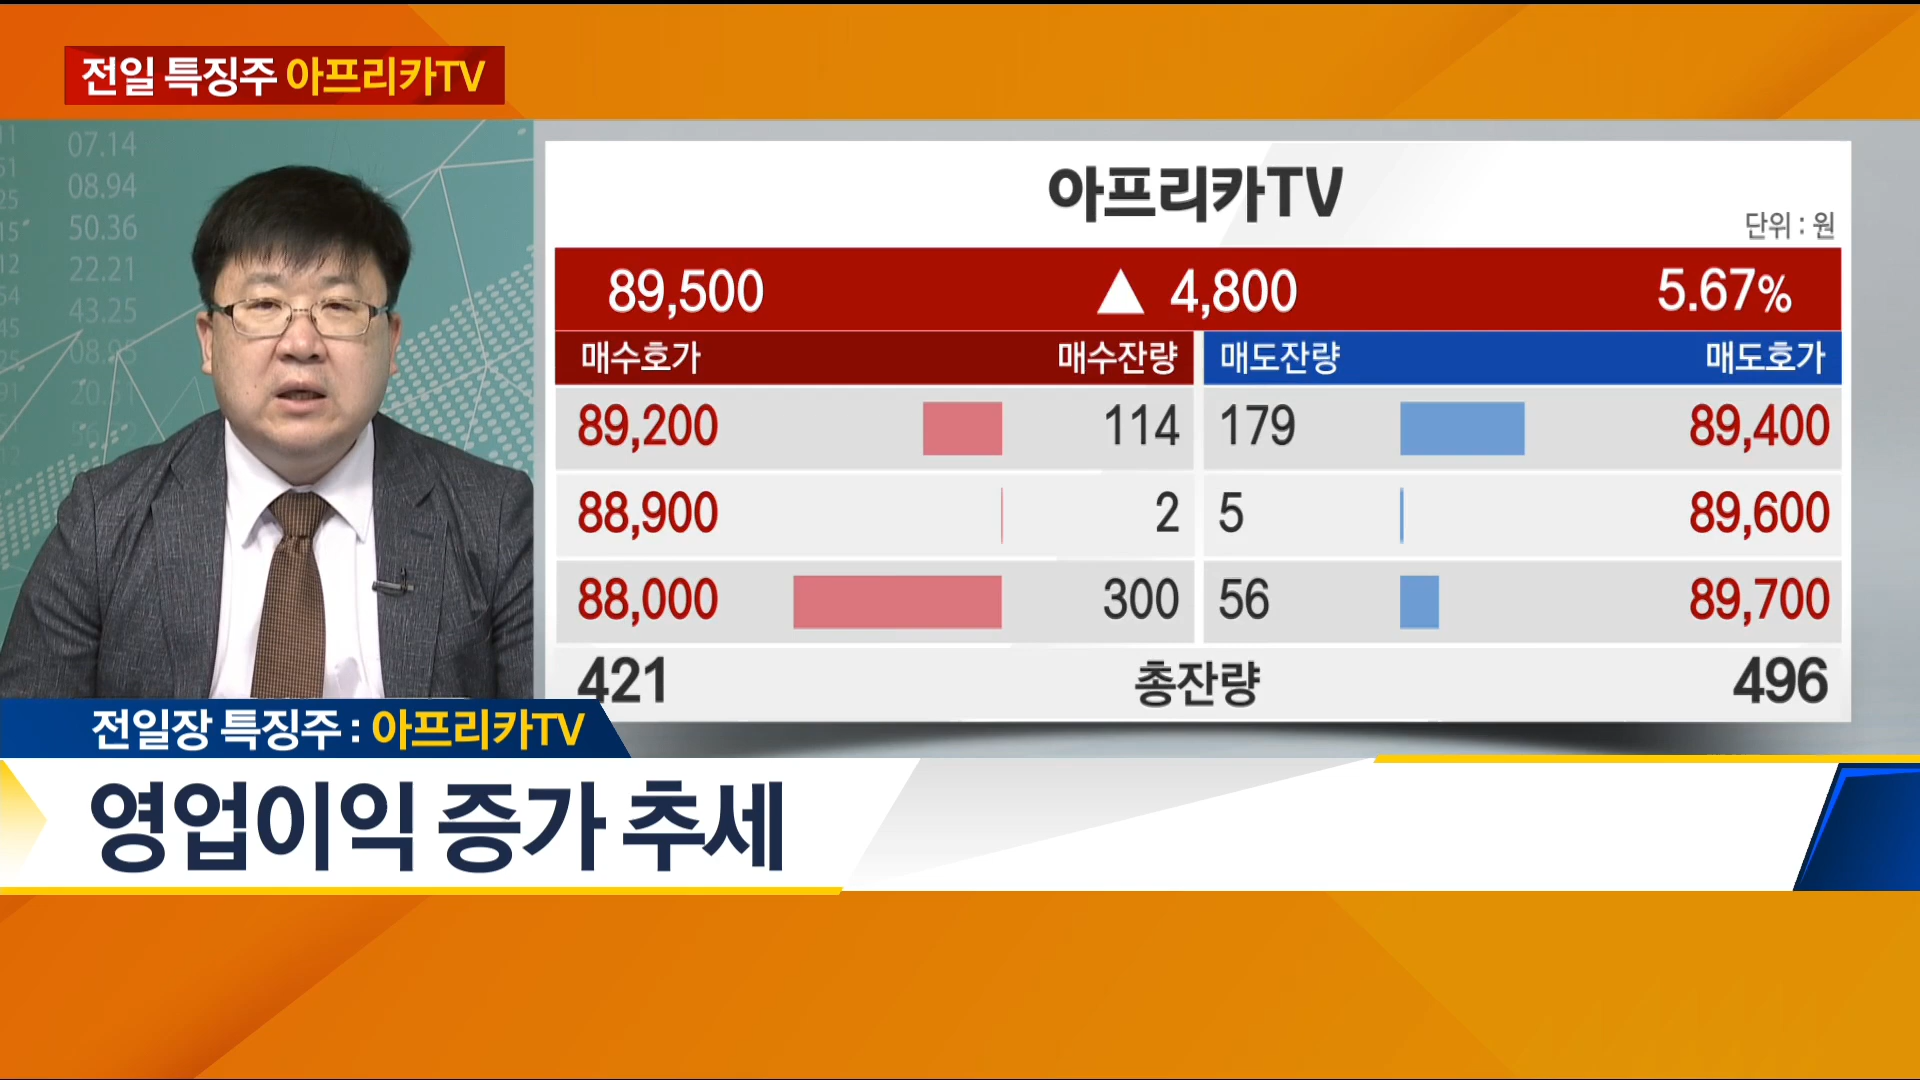 전일 특징주 아프리카TV
07.14
08.94
50.36
22.21
43.25
아프리카TV
단위 : 원
89,500 ▲ 4,800 5.67%
매수호가 매수잔량 매도잔량 매도호가
89,200 114 179 89,400
88,900 2 5 89,600
88,000 300 56 89,700
421 총잔량 496
전일장 특징주 : 아프리카TV
영업이익 증가 추세